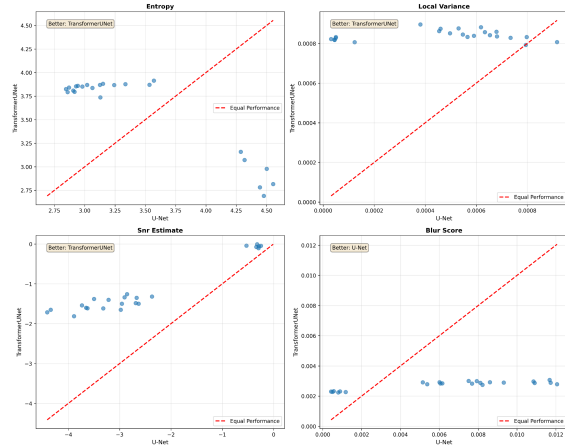 Entropy
Better: TransformerUNet
4.50
4.25
4.00
3.75
3.50
3.25
3.00
2.75
TransformerUNet
Equal Performance
2.75 3.00 3.25 3.50 3.75 4.00 4.25 4.50
U-Net
Local Variance
Better: TransformerUNet
0.0008
0.0006
0.0004
0.0002
0.0000
TransformerUNet
Equal Performance
0.0000 0.0002 0.0004 0.0006 0.0008
U-Net
Snr Estimate
Better: TransformerUNet
0
−1
−2
−3
−4
TransformerUNet
Equal Performance
−4 −3 −2 −1 0
U-Net
Blur Score
Better: U-Net
0.012
0.010
0.008
0.006
0.004
0.002
0.000
TransformerUNet
Equal Performance
0.000 0.002 0.004 0.006 0.008 0.010 0.012
U-Net